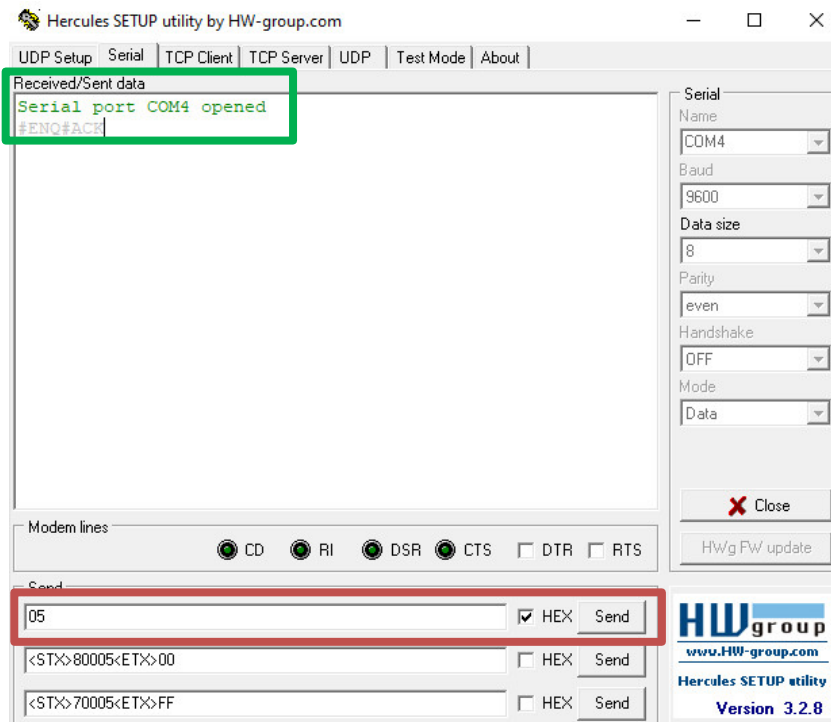 Hercules SETUP utility by HW-group.com
UDP Setup Serial TCP Client TCP Server UDP Test Mode About
Received/Sent data
Serial port COM4 opened
#ENQ#ACK
Serial
Name
COM4
Baud
9600
Data size
8
Parity
even
Handshake
OFF
Mode
Data
Close
HWg FW update
Modem lines
CD RI DSR CTS DTR RTS
Send
05 HEX Send
<STX>80005<ETX>00 HEX Send
<STX>70005<ETX>FF HEX Send
HWgroup
www.HW-group.com
Hercules SETUP utility
Version 3.2.8